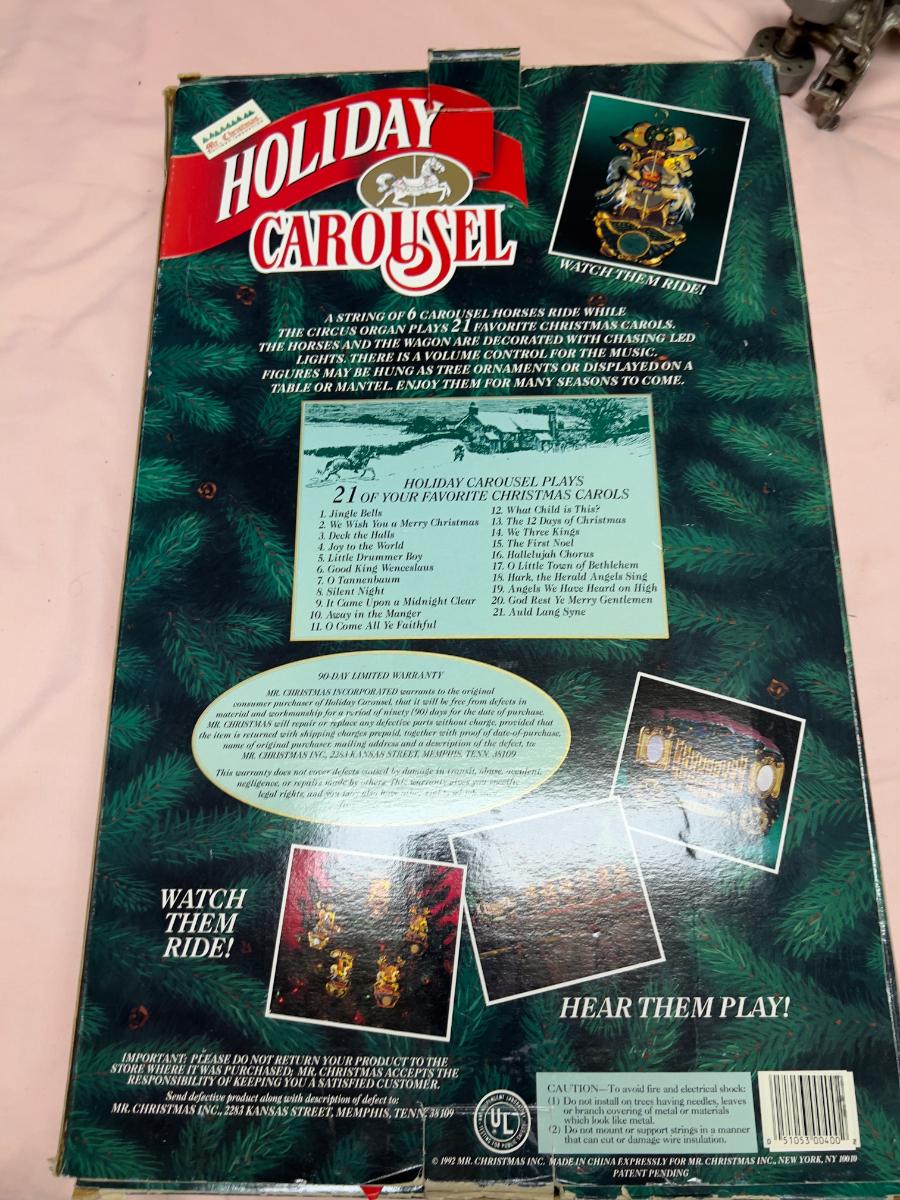 Mr. Christmas
HOLIDAY
CAROUSEL
WATCH THEM RIDE!
A STRING OF 6 CAROUSEL HORSES RIDE WHILE
THE CIRCUS ORGAN PLAYS 21 FAVORITE CHRISTMAS CAROLS.
THE HORSES AND THE WAGON ARE DECORATED WITH CHASING LED
LIGHTS. THERE IS A VOLUME CONTROL FOR THE MUSIC.
FIGURES MAY BE HUNG AS TREE ORNAMENTS OR DISPLAYED ON A
TABLE OR MANTEL. ENJOY THEM FOR MANY SEASONS TO COME.
HOLIDAY CAROUSEL PLAYS
21 OF YOUR FAVORITE CHRISTMAS CAROLS
1. Jingle Bells
2. We Wish You a Merry Christmas
3. Deck the Halls
4. Joy to the World
5. Little Drummer Boy
6. Good King Wenceslaus
7. O Tannenbaum
8. Silent Night
9. It Came Upon a Midnight Clear
10. Away in the Manger
11. O Come All Ye Faithful
12. What Child is This?
13. The 12 Days of Christmas
14. We Three Kings
15. The First Noel
16. Hallelujah Chorus
17. O Little Town of Bethlehem
18. Hark, the Herald Angels Sing
19. Angels We Have Heard on High
20. God Rest Ye Merry Gentlemen
21. Auld Lang Syne
90-DAY LIMITED WARRANTY
MR. CHRISTMAS INCORPORATED warrants to the original
consumer purchaser of Holiday Carousel, that it will be free from defects in
material and workmanship for a period of ninety (90) days for the date of purchase.
MR. CHRISTMAS will repair or replace any defective parts without charge, provided that
the item is returned with shipping charges prepaid, together with proof of date-of-purchase,
name of original purchaser, mailing address and a description of the defect, to:
MR. CHRISTMAS INC., 2283 KANSAS STREET, MEMPHIS, TENN. 38109
This warranty does not cover defects caused by damage in transit, abuse, accident,
negligence, or repairs made by others. This warranty gives you specific
legal rights, and you may also have other
WATCH
THEM
RIDE!
HEAR THEM PLAY!
IMPORTANT: PLEASE DO NOT RETURN YOUR PRODUCT TO THE
STORE WHERE IT WAS PURCHASED; MR. CHRISTMAS ACCEPTS THE
RESPONSIBILITY OF KEEPING YOU A SATISFIED CUSTOMER.
Send defective product along with description of defect to:
MR. CHRISTMAS INC., 2283 KANSAS STREET, MEMPHIS, TENN. 38109
UL
CAUTION—To avoid fire and electrical shock:
(1) Do not install on trees having needles, leaves
or branch covering of metal or materials
which look like metal.
(2) Do not mount or support strings in a manner
that can cut or damage wire insulation.
0 51053 00400 2
© 1992 MR. CHRISTMAS INC. MADE IN CHINA EXPRESSLY FOR MR. CHRISTMAS INC., NEW YORK, NY 10010
PATENT PENDING